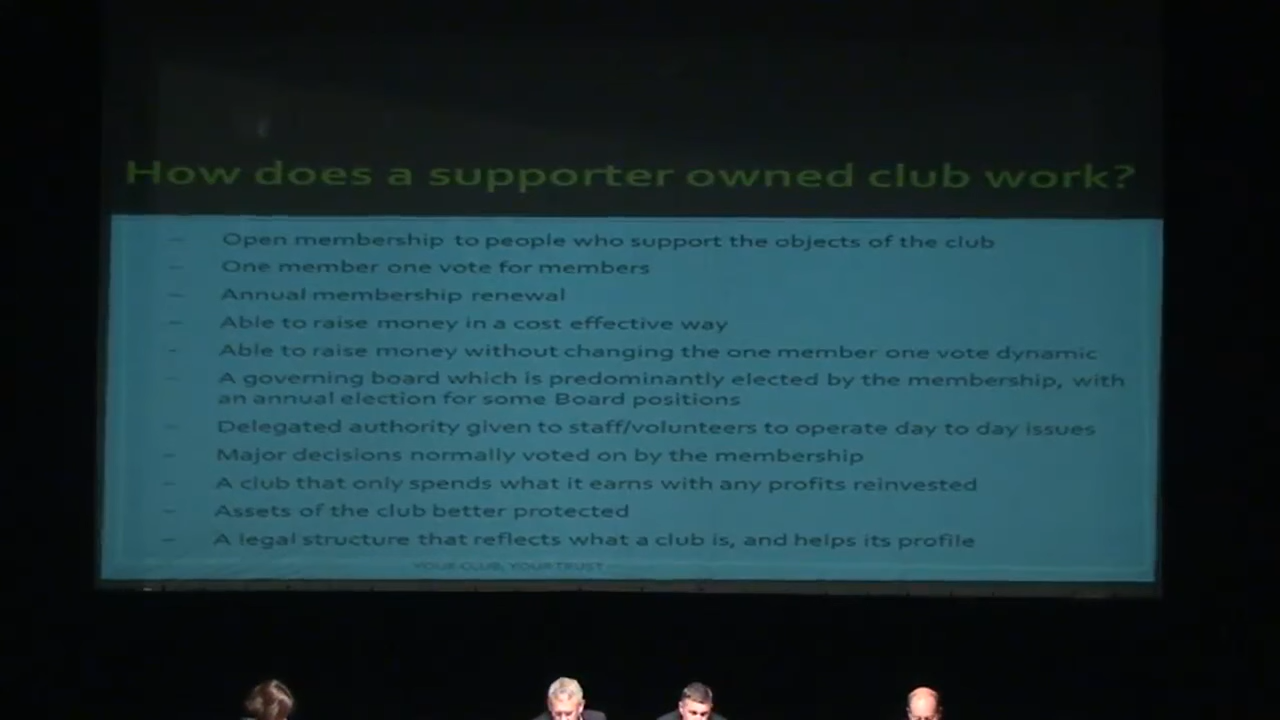 How does a supporter owned club work?
– Open membership to people who support the objects of the club
– One member one vote for members
– Annual membership renewal
– Able to raise money in a cost effective way
– Able to raise money without changing the one member one vote dynamic
– A governing board which is predominantly elected by the membership, with
an annual election for some Board positions
– Delegated authority given to staff/volunteers to operate day to day issues
– Major decisions normally voted on by the membership
– A club that only spends what it earns with any profits reinvested
– Assets of the club better protected
– A legal structure that reflects what a club is, and helps its profile
YOUR CLUB, YOUR TRUST